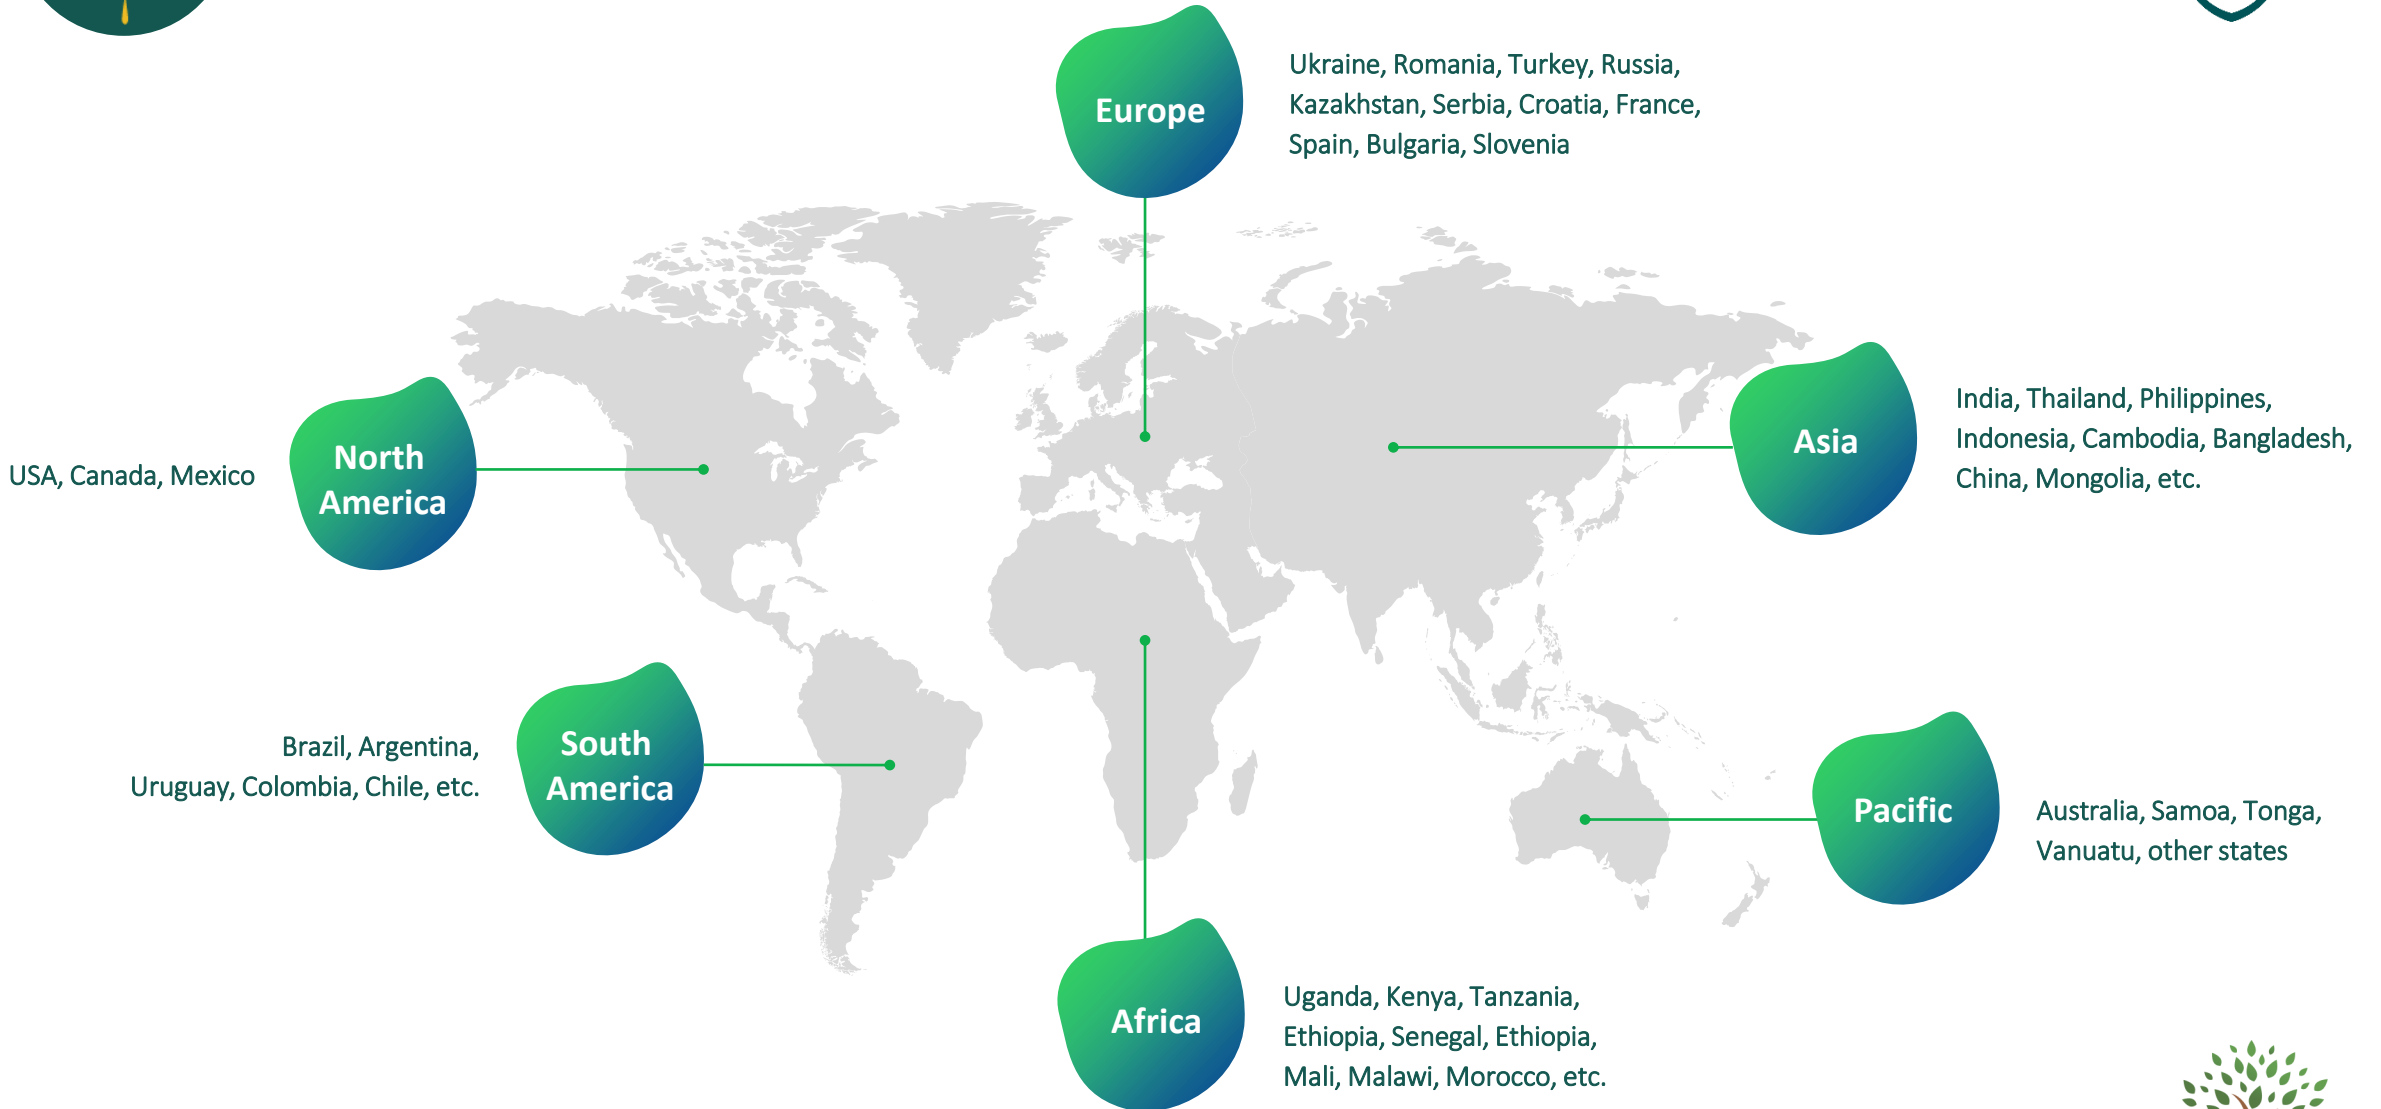 Europe
Ukraine, Romania, Turkey, Russia,
Kazakhstan, Serbia, Croatia, France,
Spain, Bulgaria, Slovenia
North
America
USA, Canada, Mexico
Asia
India, Thailand, Philippines,
Indonesia, Cambodia, Bangladesh,
China, Mongolia, etc.
South
America
Brazil, Argentina,
Uruguay, Colombia, Chile, etc.
Pacific
Australia, Samoa, Tonga,
Vanuatu, other states
Africa
Uganda, Kenya, Tanzania,
Ethiopia, Senegal, Ethiopia,
Mali, Malawi, Morocco, etc.